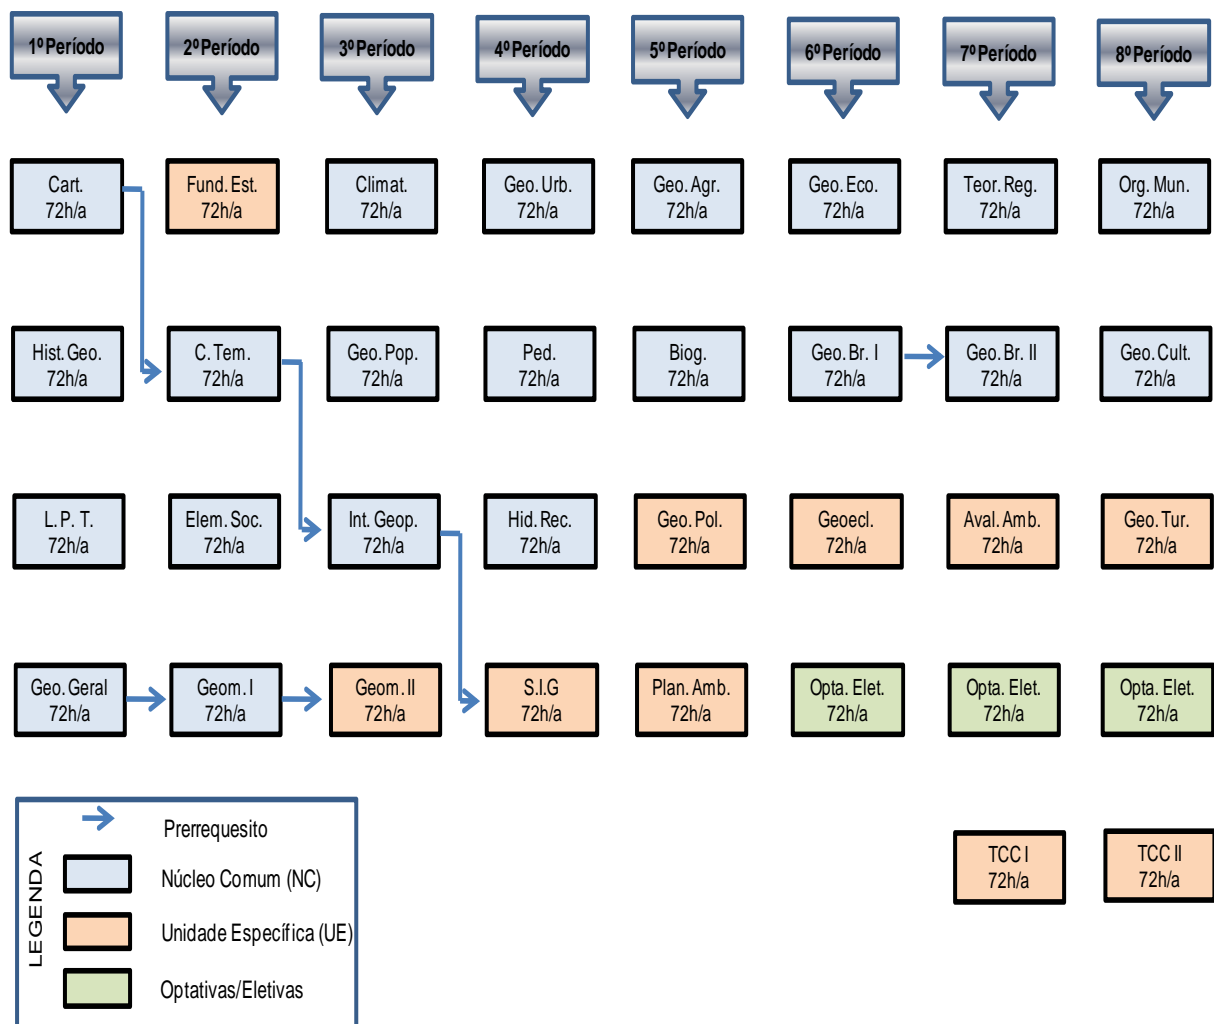 1º Período
2º Período
3º Período
4º Período
5º Período
6º Período
7º Período
8º Período
Cart.
72h/a
Fund. Est.
72h/a
Climat.
72h/a
Geo. Urb.
72h/a
Geo. Agr.
72h/a
Geo. Eco.
72h/a
Teor. Reg.
72h/a
Org. Mun.
72h/a
Hist. Geo.
72h/a
C. Tem.
72h/a
Geo. Pop.
72h/a
Ped.
72h/a
Biog.
72h/a
Geo. Br. I
72h/a
Geo. Br. II
72h/a
Geo. Cult.
72h/a
L. P. T.
72h/a
Elem. Soc.
72h/a
Int. Geop.
72h/a
Hid. Rec.
72h/a
Geo. Pol.
72h/a
Geoecl.
72h/a
Aval. Amb.
72h/a
Geo. Tur.
72h/a
Geo. Geral
72h/a
Geom. I
72h/a
Geom. II
72h/a
S.I.G
72h/a
Plan. Amb.
72h/a
Opta. Elet.
72h/a
Opta. Elet.
72h/a
Opta. Elet.
72h/a
TCC I
72h/a
TCC II
72h/a
LEGENDA
Prerrequesito
Núcleo Comum (NC)
Unidade Específica (UE)
Optativas/Eletivas